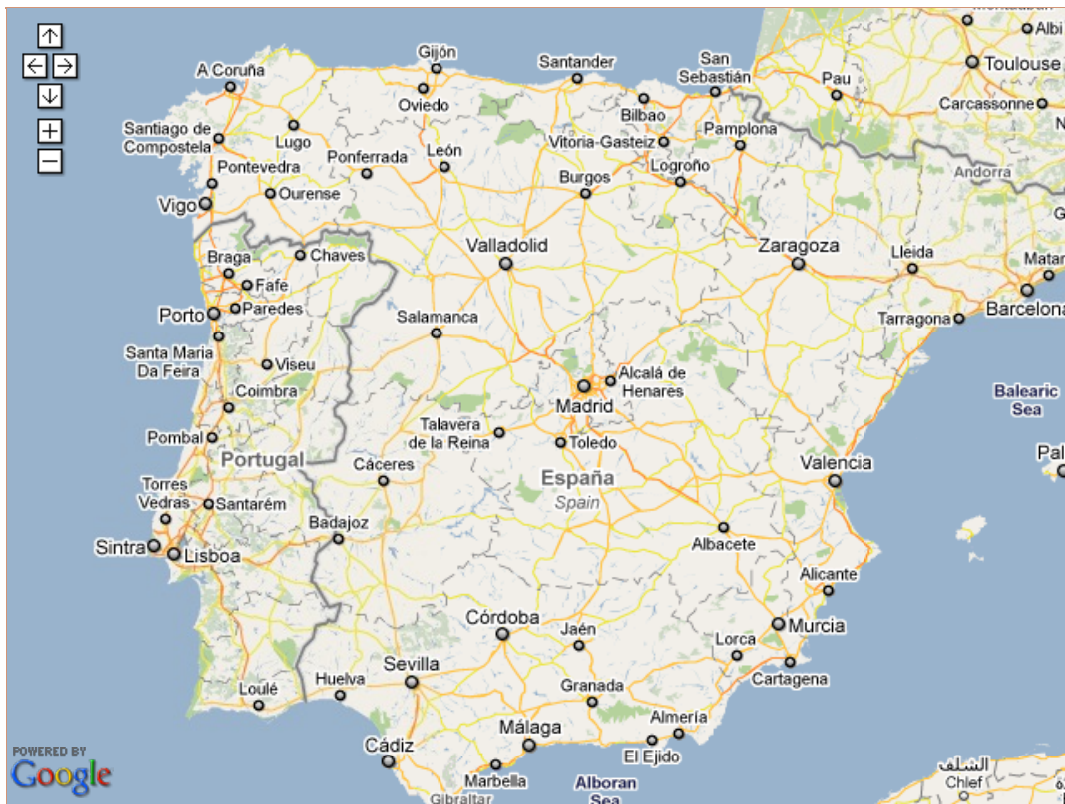 Montauban
Albi
Gijón
A Coruña
Santander
San
Sebastián
Toulouse
Pau
Oviedo
Bilbao
Carcassonne
Santiago de
Compostela
Lugo
León
Vitoria-Gasteiz
Pamplona
N
Ponferrada
Pontevedra
Logroño
Andorra
Burgos
Ourense
Vigo
G
Valladolid
Zaragoza
Braga
Chaves
Lleida
Matar
Fafe
Barcelona
Porto
Paredes
Salamanca
Tarragona
Santa Maria
Da Feira
Viseu
Alcalá de
Henares
Coimbra
Madrid
Balearic
Sea
Talavera
de la Reina
Pombal
Toledo
Portugal
Cáceres
Valencia
Pal
España
Spain
Torres
Vedras
Santarém
Badajoz
Sintra
Lisboa
Albacete
Alicante
Córdoba
Jaén
Murcia
Lorca
Sevilla
Cartagena
Huelva
Loulé
Granada
Almería
Málaga
Cádiz
El Ejido
POWERED BY
Google
Marbella
Alboran
Sea
Gibraltar
الشلف
Chlef